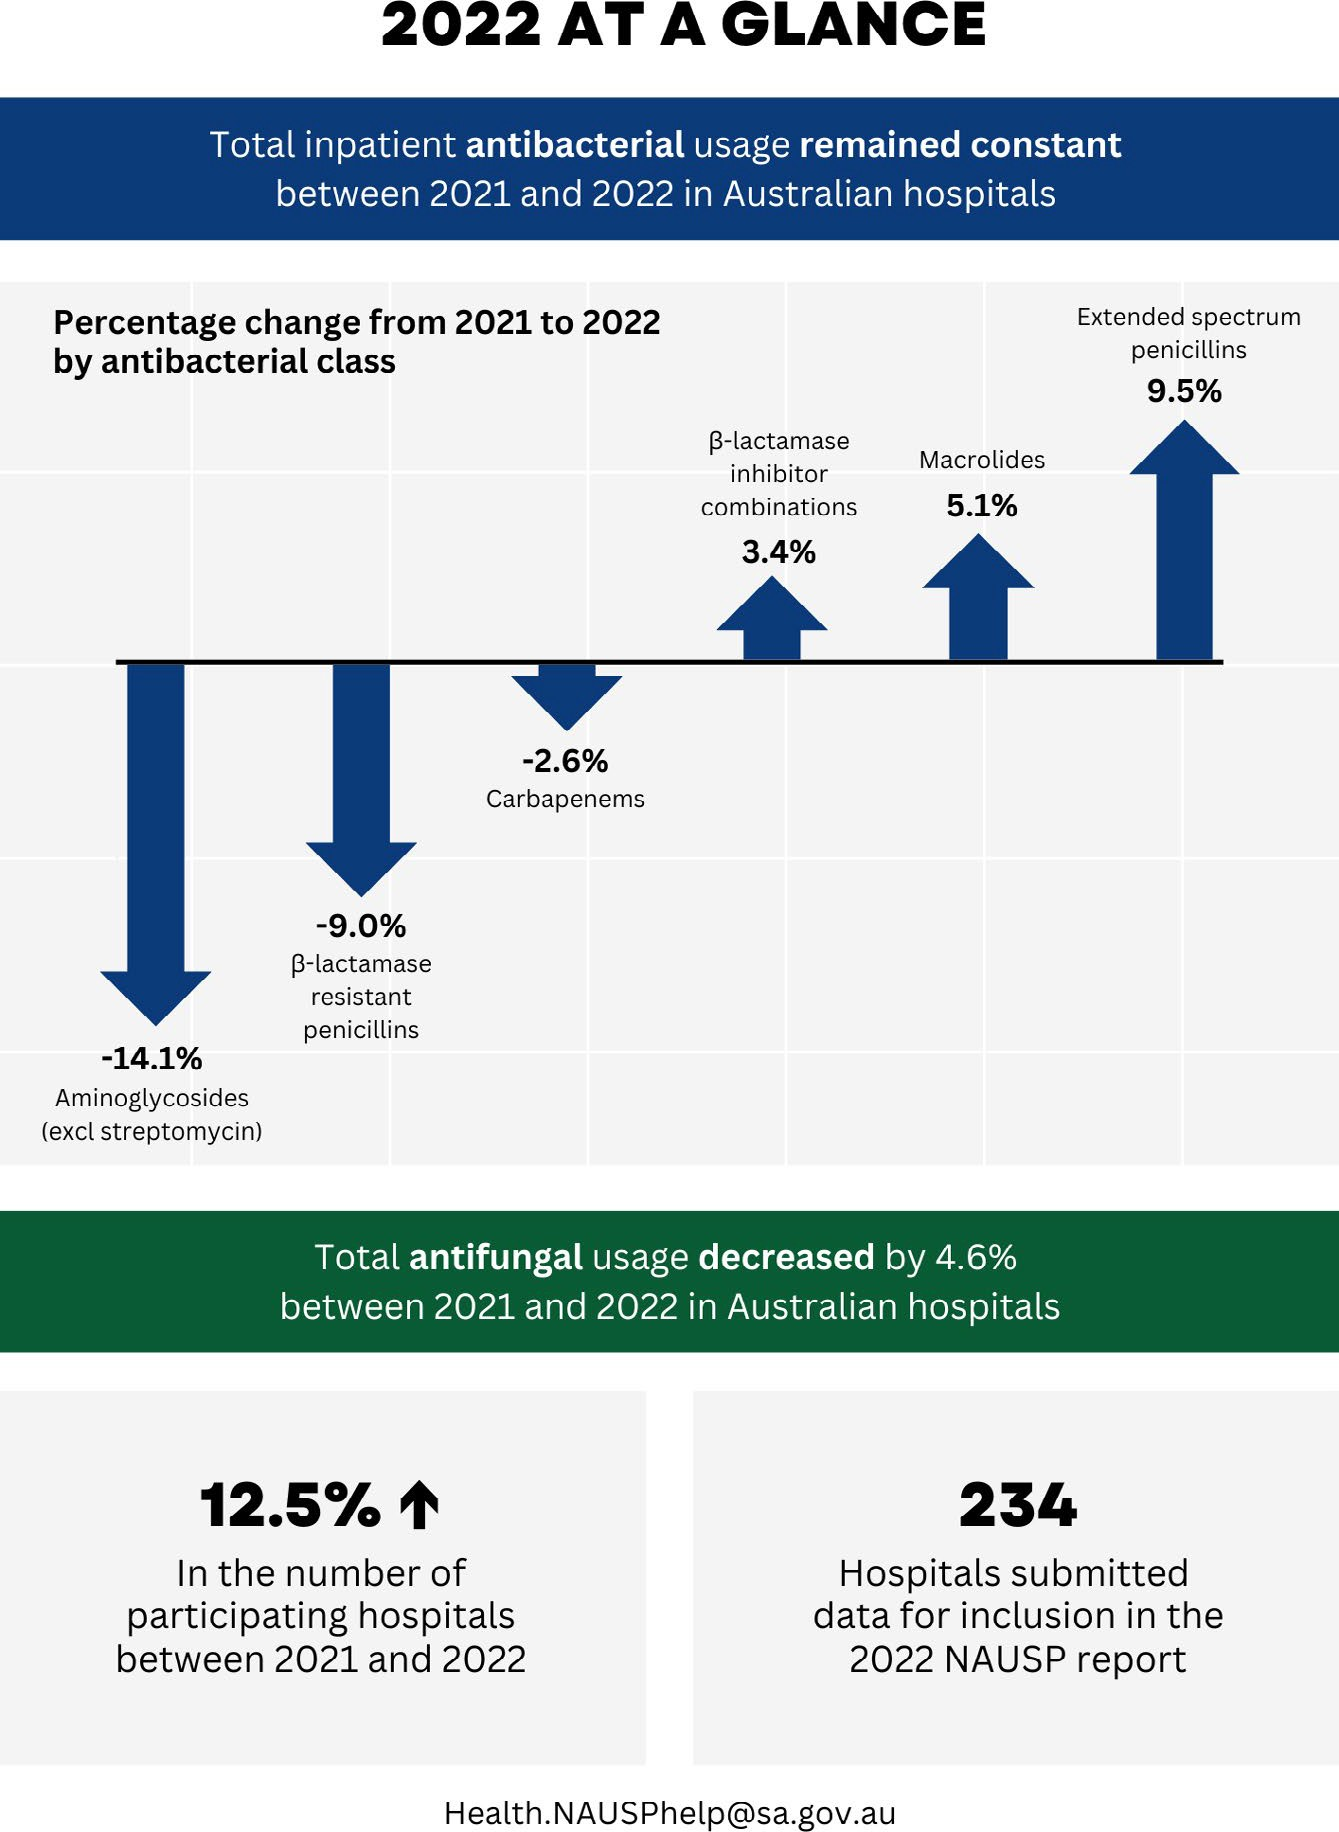 2022 AT A GLANCE
Total inpatient antibacterial usage remained constant
between 2021 and 2022 in Australian hospitals
Percentage change from 2021 to 2022
by antibacterial class
Extended spectrum
penicillins
9.5%
β-lactamase
inhibitor
combinations
3.4%
Macrolides
5.1%
-2.6%
Carbapenems
-9.0%
β-lactamase
resistant
penicillins
-14.1%
Aminoglycosides
(excl streptomycin)
Total antifungal usage decreased by 4.6%
between 2021 and 2022 in Australian hospitals
12.5% ↑
In the number of
participating hospitals
between 2021 and 2022
234
Hospitals submitted
data for inclusion in the
2022 NAUSP report
Health.NAUSPhelp@sa.gov.au